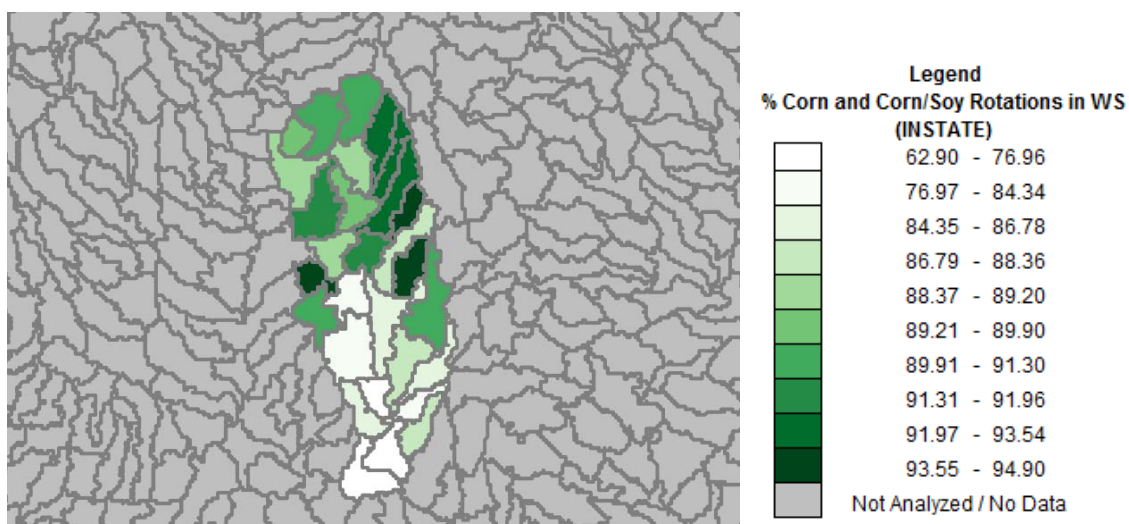 Legend
% Corn and Corn/Soy Rotations in WS
(INSTATE)
62.90 - 76.96
76.97 - 84.34
84.35 - 86.78
86.79 - 88.36
88.37 - 89.20
89.21 - 89.90
89.91 - 91.30
91.31 - 91.96
91.97 - 93.54
93.55 - 94.90
Not Analyzed / No Data